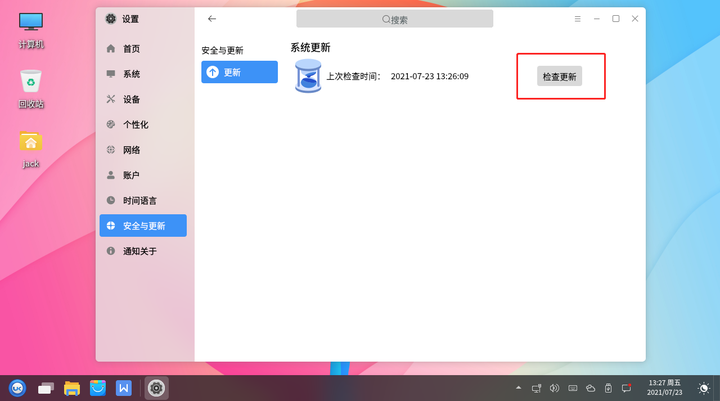 计算机
回收站
jack
设置
搜索
首页
系统
设备
个性化
网络
账户
时间语言
安全与更新
通知关于
安全与更新
更新
系统更新
上次检查时间： 2021-07-23 13:26:09
检查更新
13:27 周五
2021/07/23